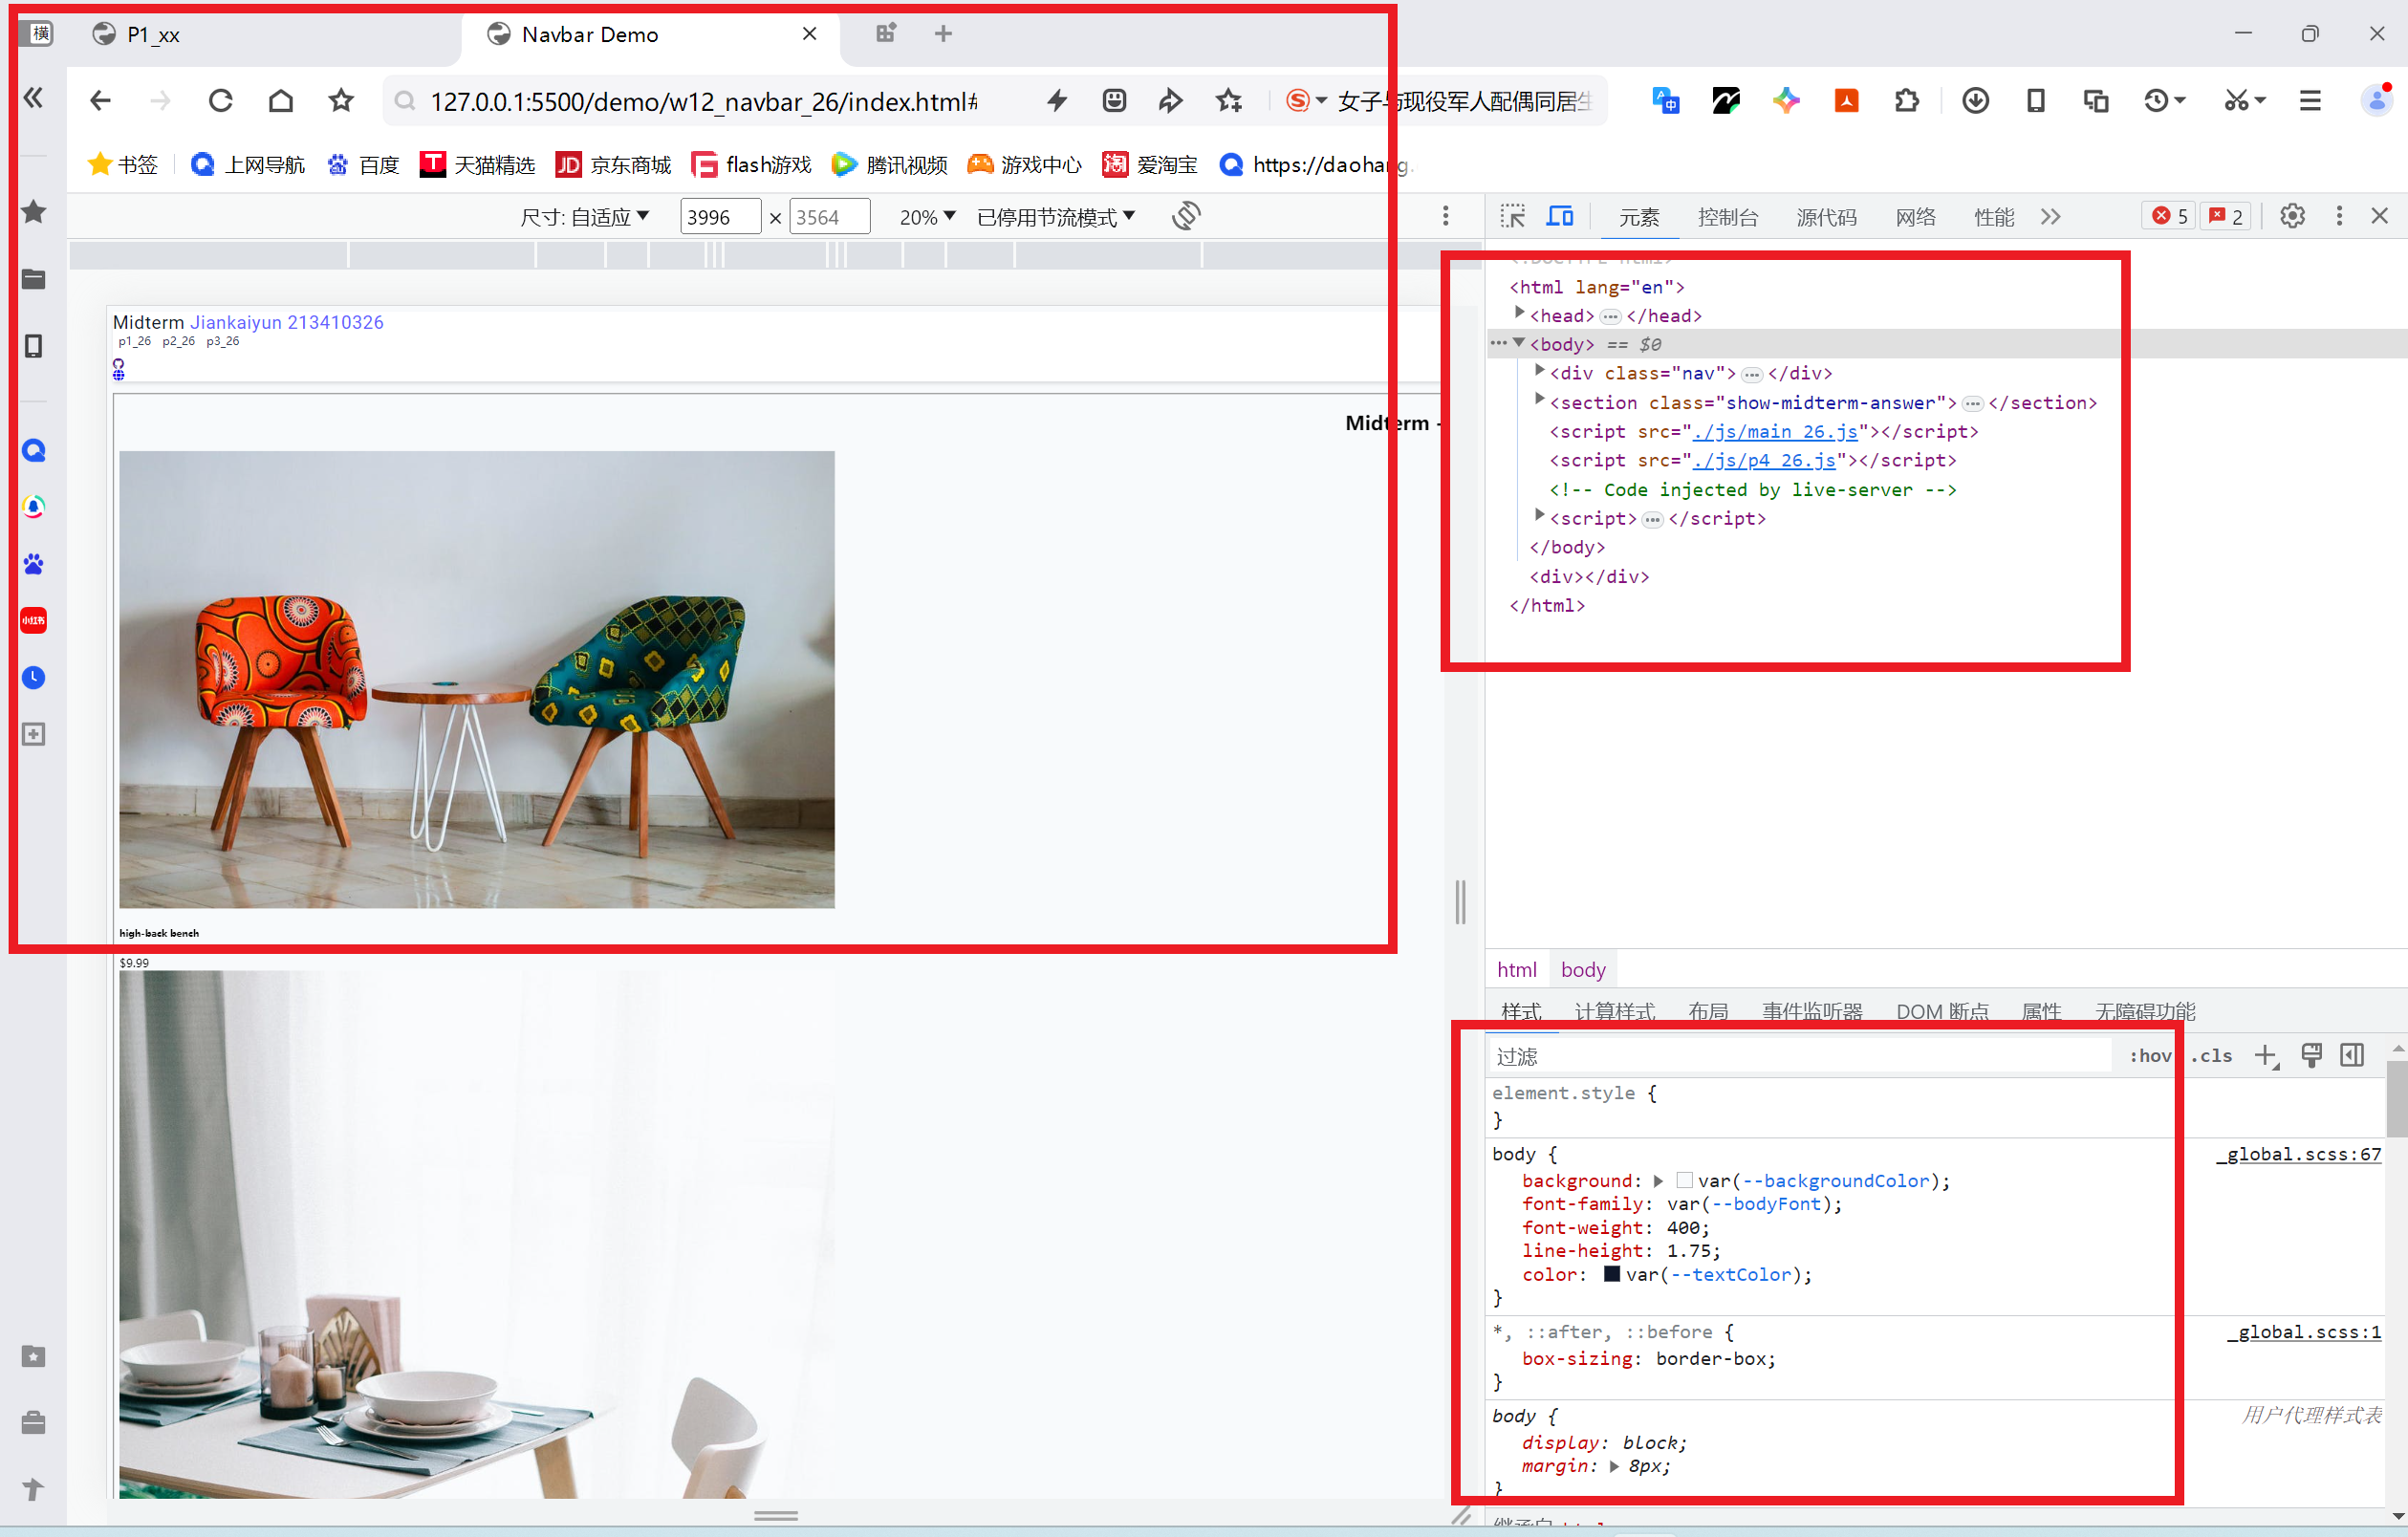 横
P1_xx
Navbar Demo
127.0.0.1:5500/demo/w12_navbar_26/index.html#
女子与现役军人配偶同居生
书签
上网导航
百度
天猫精选
京东商城
flash游戏
腾讯视频
游戏中心
爱淘宝
https://daohang.
尺寸: 自适应
3996 × 3564
20%
已停用节流模式
元素
控制台
源代码
网络
性能
5
2
Midterm Jiankaiyun 213410326
p1_26 p2_26 p3_26
Midterm -
high-back bench
$9.99
小红书
<!DOCTYPE html>
<html lang="en">
<head> ... </head>
... <body> == $0
<div class="nav"> ... </div>
<section class="show-midterm-answer"> ... </section>
<script src="./js/main_26.js"></script>
<script src="./js/p4_26.js"></script>
<!-- Code injected by live-server -->
<script> ... </script>
</body>
<div></div>
</html>
html body
样式
计算样式
布局
事件监听器
DOM 断点
属性
无障碍功能
过滤
:hov .cls
element.style {
}
body { _global.scss:67
background: var(--backgroundColor);
font-family: var(--bodyFont);
font-weight: 400;
line-height: 1.75;
color: var(--textColor);
}
*, ::after, ::before { _global.scss:1
box-sizing: border-box;
}
body { 用户代理样式表
display: block;
margin: 8px;
}